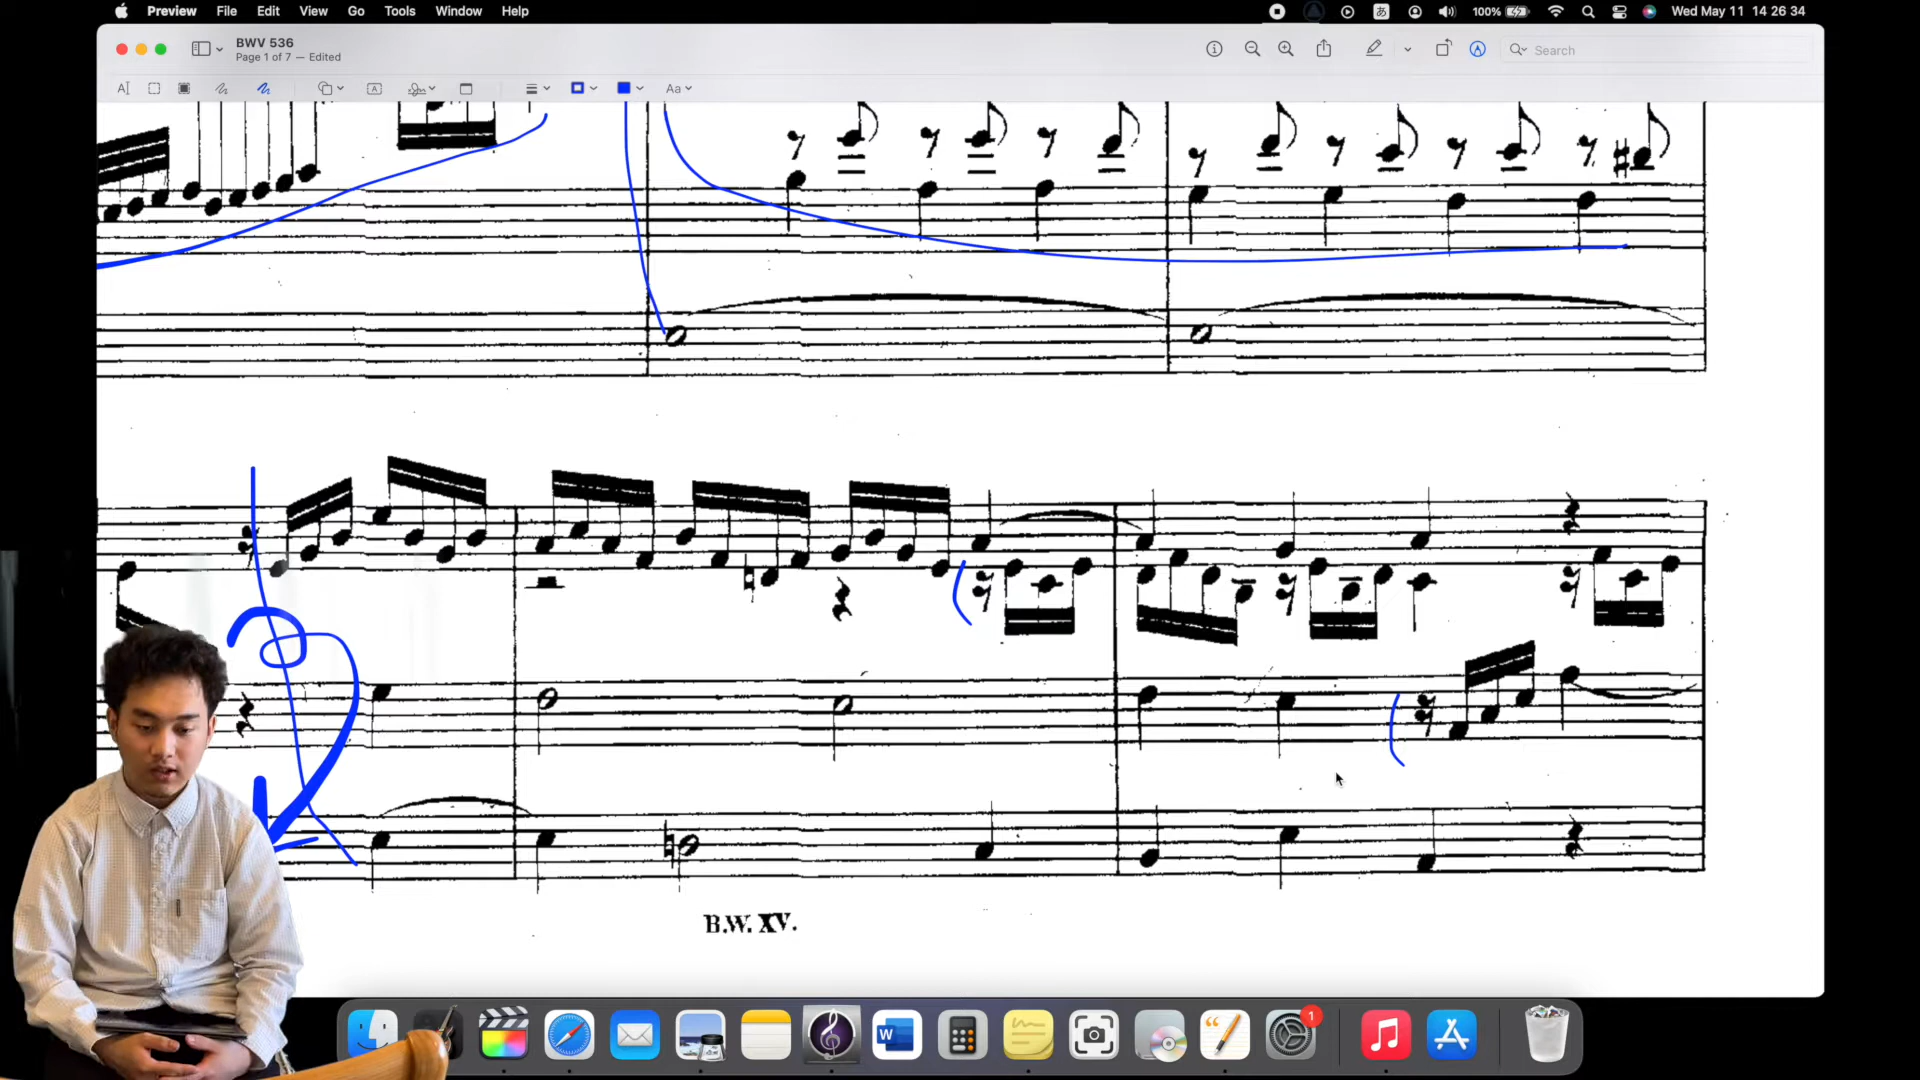 Preview File Edit View Go Tools Window Help
100% Wed May 11 14 26 34
BWV 536
Page 1 of 7 — Edited
Search
Aa
B.W. XV.
1